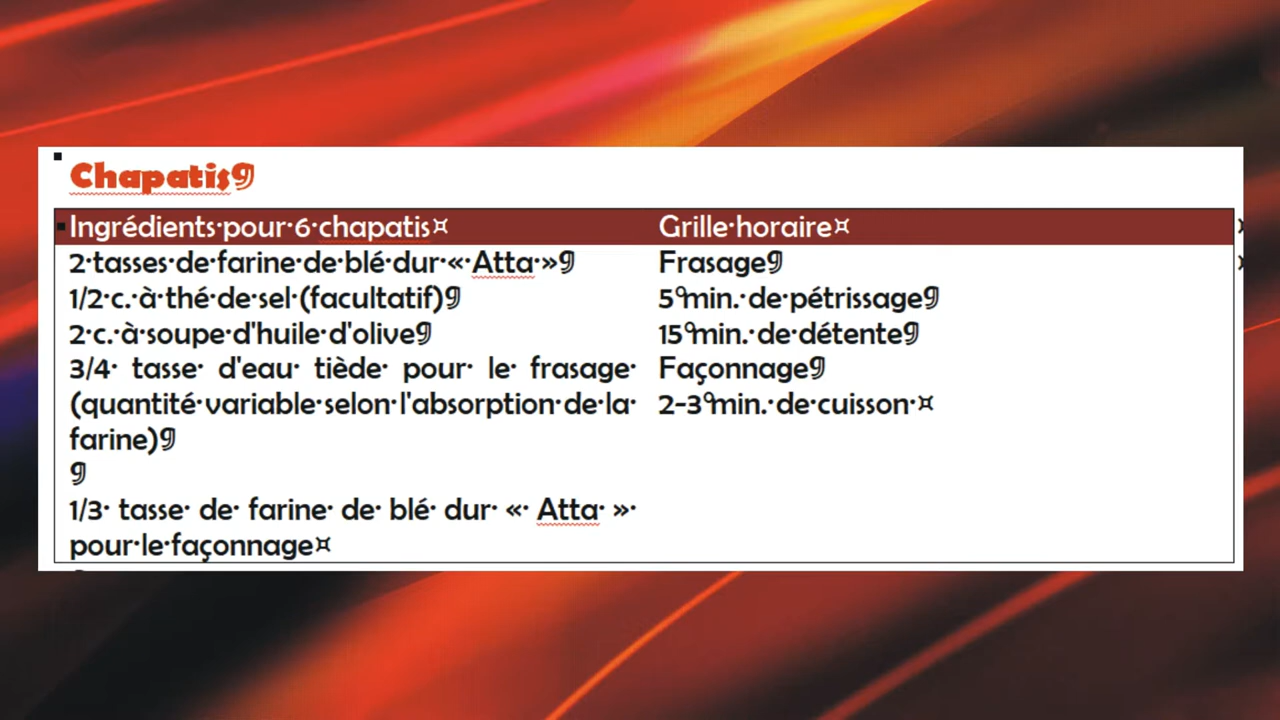 Chapatis
Ingrédients pour 6 chapatis
2 tasses de farine de blé dur « Atta »
1/2 c. à thé de sel (facultatif)
2 c. à soupe d'huile d'olive
3/4 tasse d'eau tiède pour le frasage
(quantité variable selon l'absorption de la
farine)
1/3 tasse de farine de blé dur « Atta »
pour le façonnage
Grille horaire
Frasage
5 min. de pétrissage
15 min. de détente
Façonnage
2-3 min. de cuisson